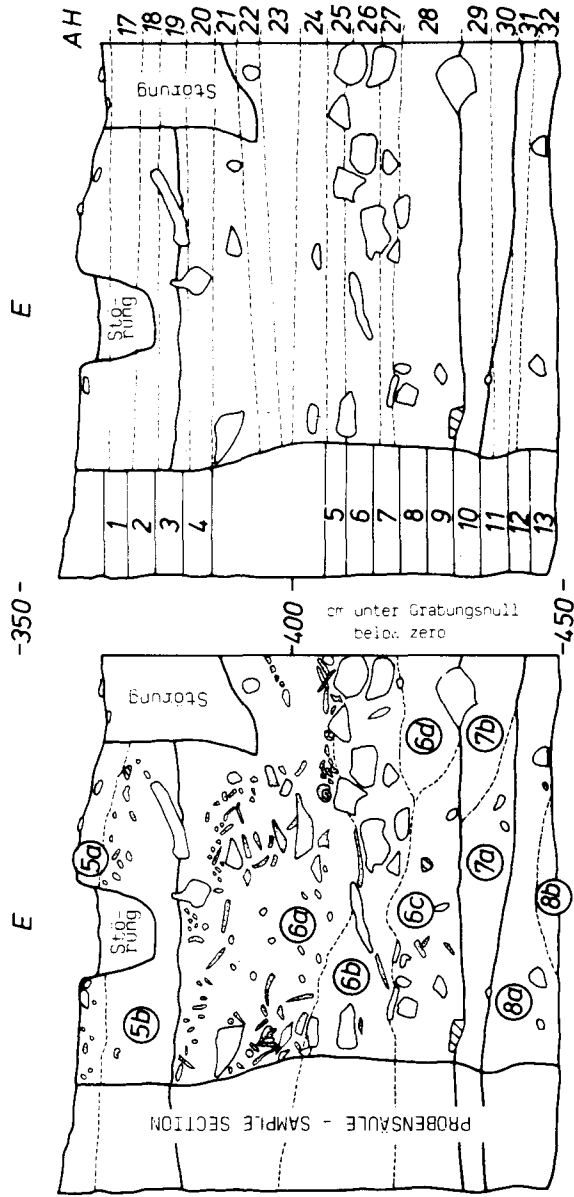 E
E
AH
17
18
19
20
21
22
23
24
25
26
27
28
29
30
31
32
Störung
Stö-
rung
1
2
3
4
5
6
7
8
9
10
11
12
13
-350-
-400
-450-
cm unter Grabungsnull
below zero
Störung
Stö-
rung
5a
5b
6a
6b
6c
6d
7a
7b
8a
8b
PROBENSÄULE - SAMPLE SECTION